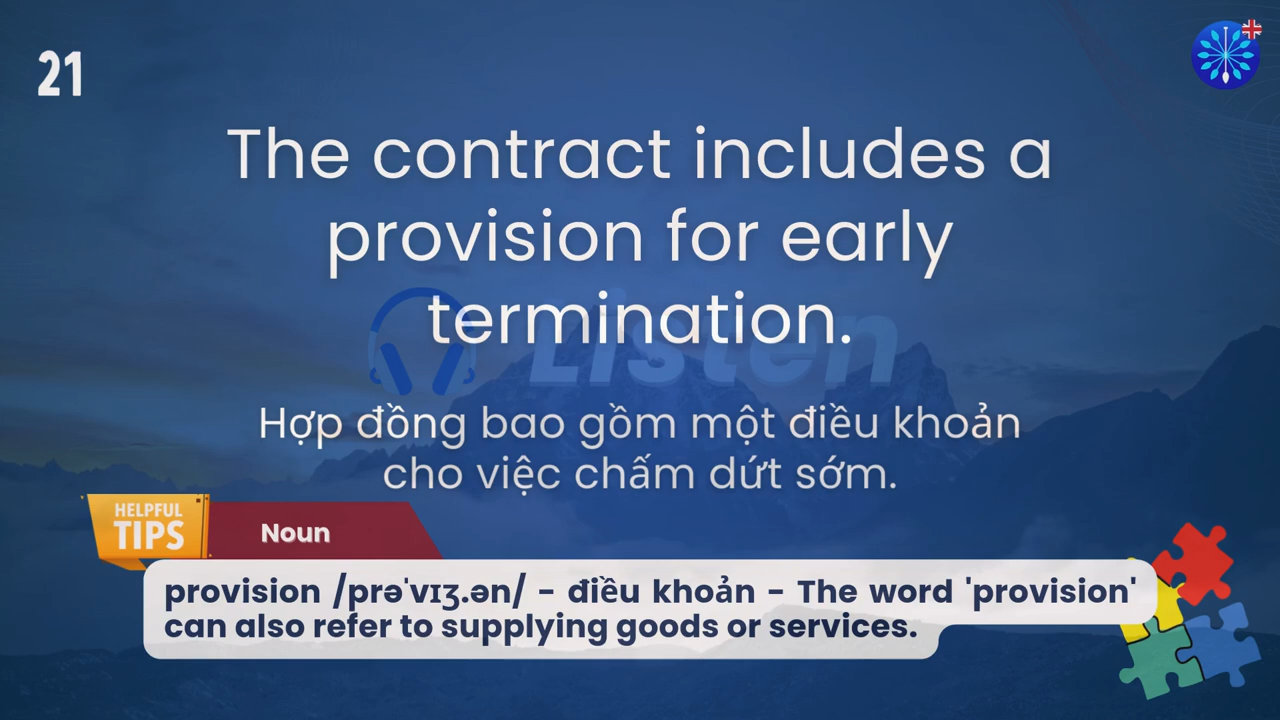 21
The contract includes a
provision for early
termination.
Listen
Hợp đồng bao gồm một điều khoản
cho việc chấm dứt sớm.
HELPFUL
TIPS
Noun
provision /prəˈvɪʒ.ən/ - điều khoản - The word 'provision'
can also refer to supplying goods or services.